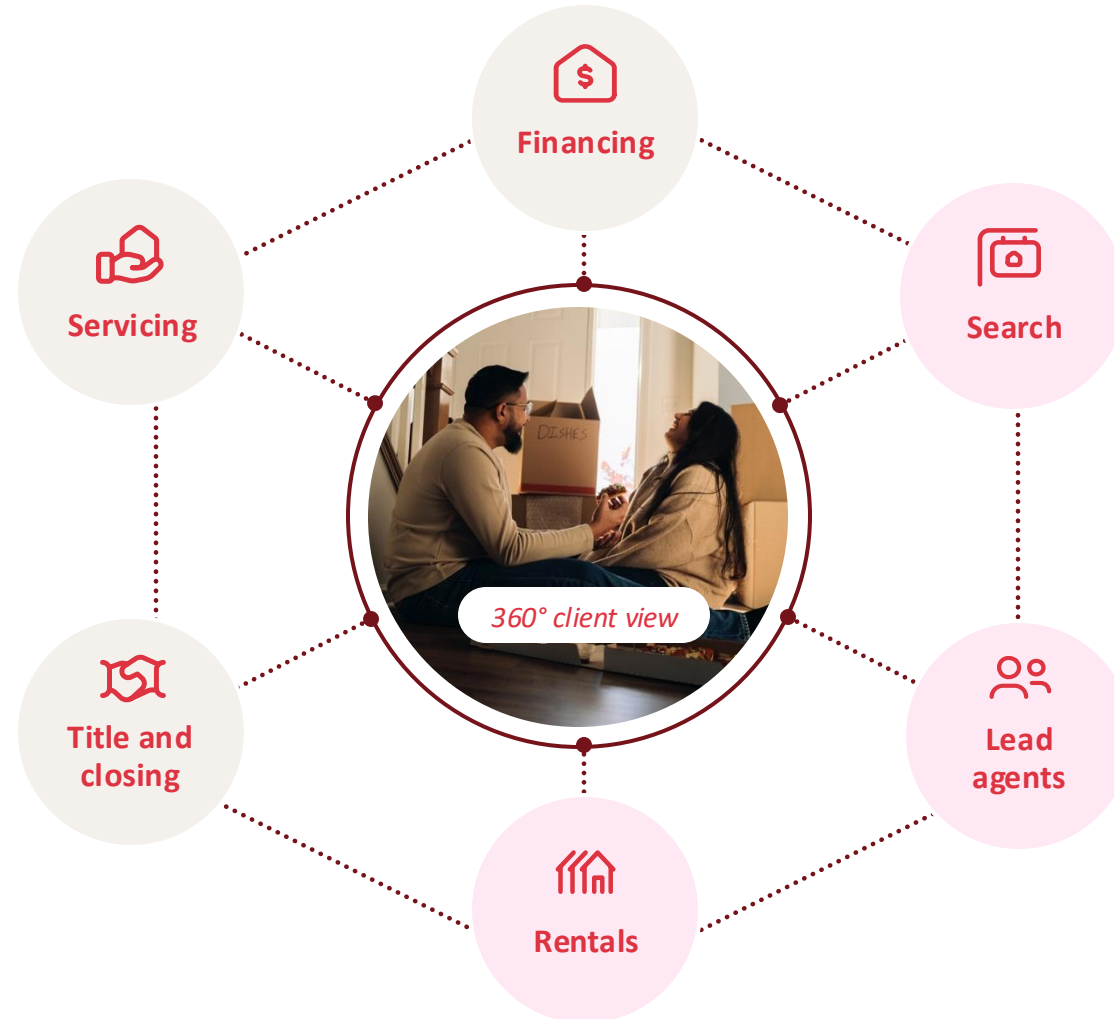 Financing
Servicing
Search
DISHES
360° client view
Title and
closing
Lead
agents
Rentals